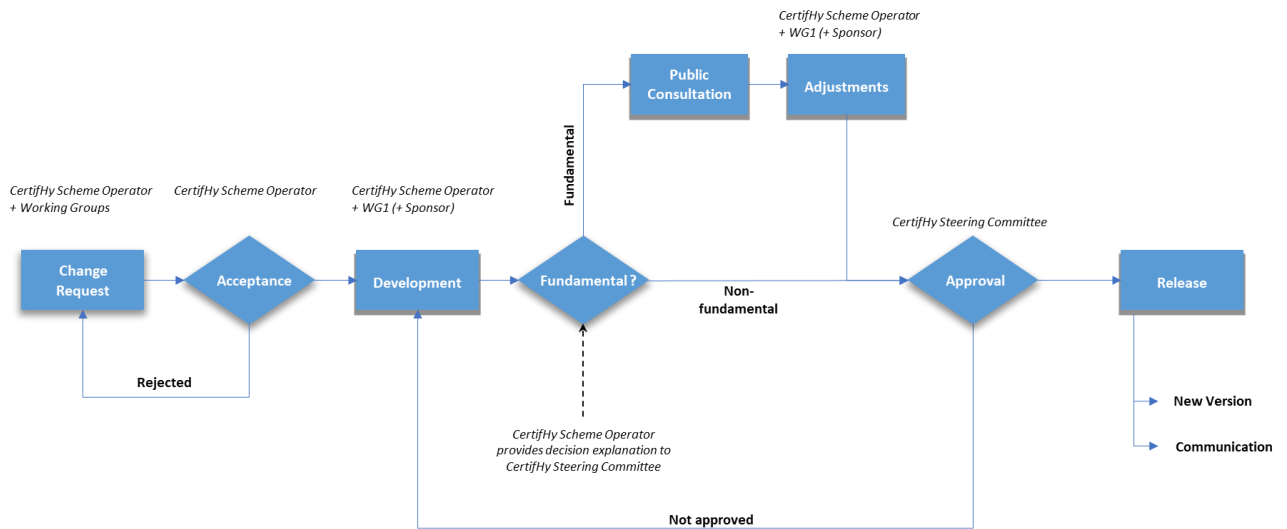 CertifHy Scheme Operator
+ WG1 (+ Sponsor)
Public
Consultation
Adjustments
Fundamental
CertifHy Scheme Operator
+ Working Groups
CertifHy Scheme Operator
CertifHy Scheme Operator
+ WG1 (+ Sponsor)
CertifHy Steering Committee
Change
Request
Acceptance
Development
Fundamental ?
Non-
fundamental
Approval
Release
Rejected
New Version
CertifHy Scheme Operator
provides decision explanation to
CertifHy Steering Committee
Communication
Not approved